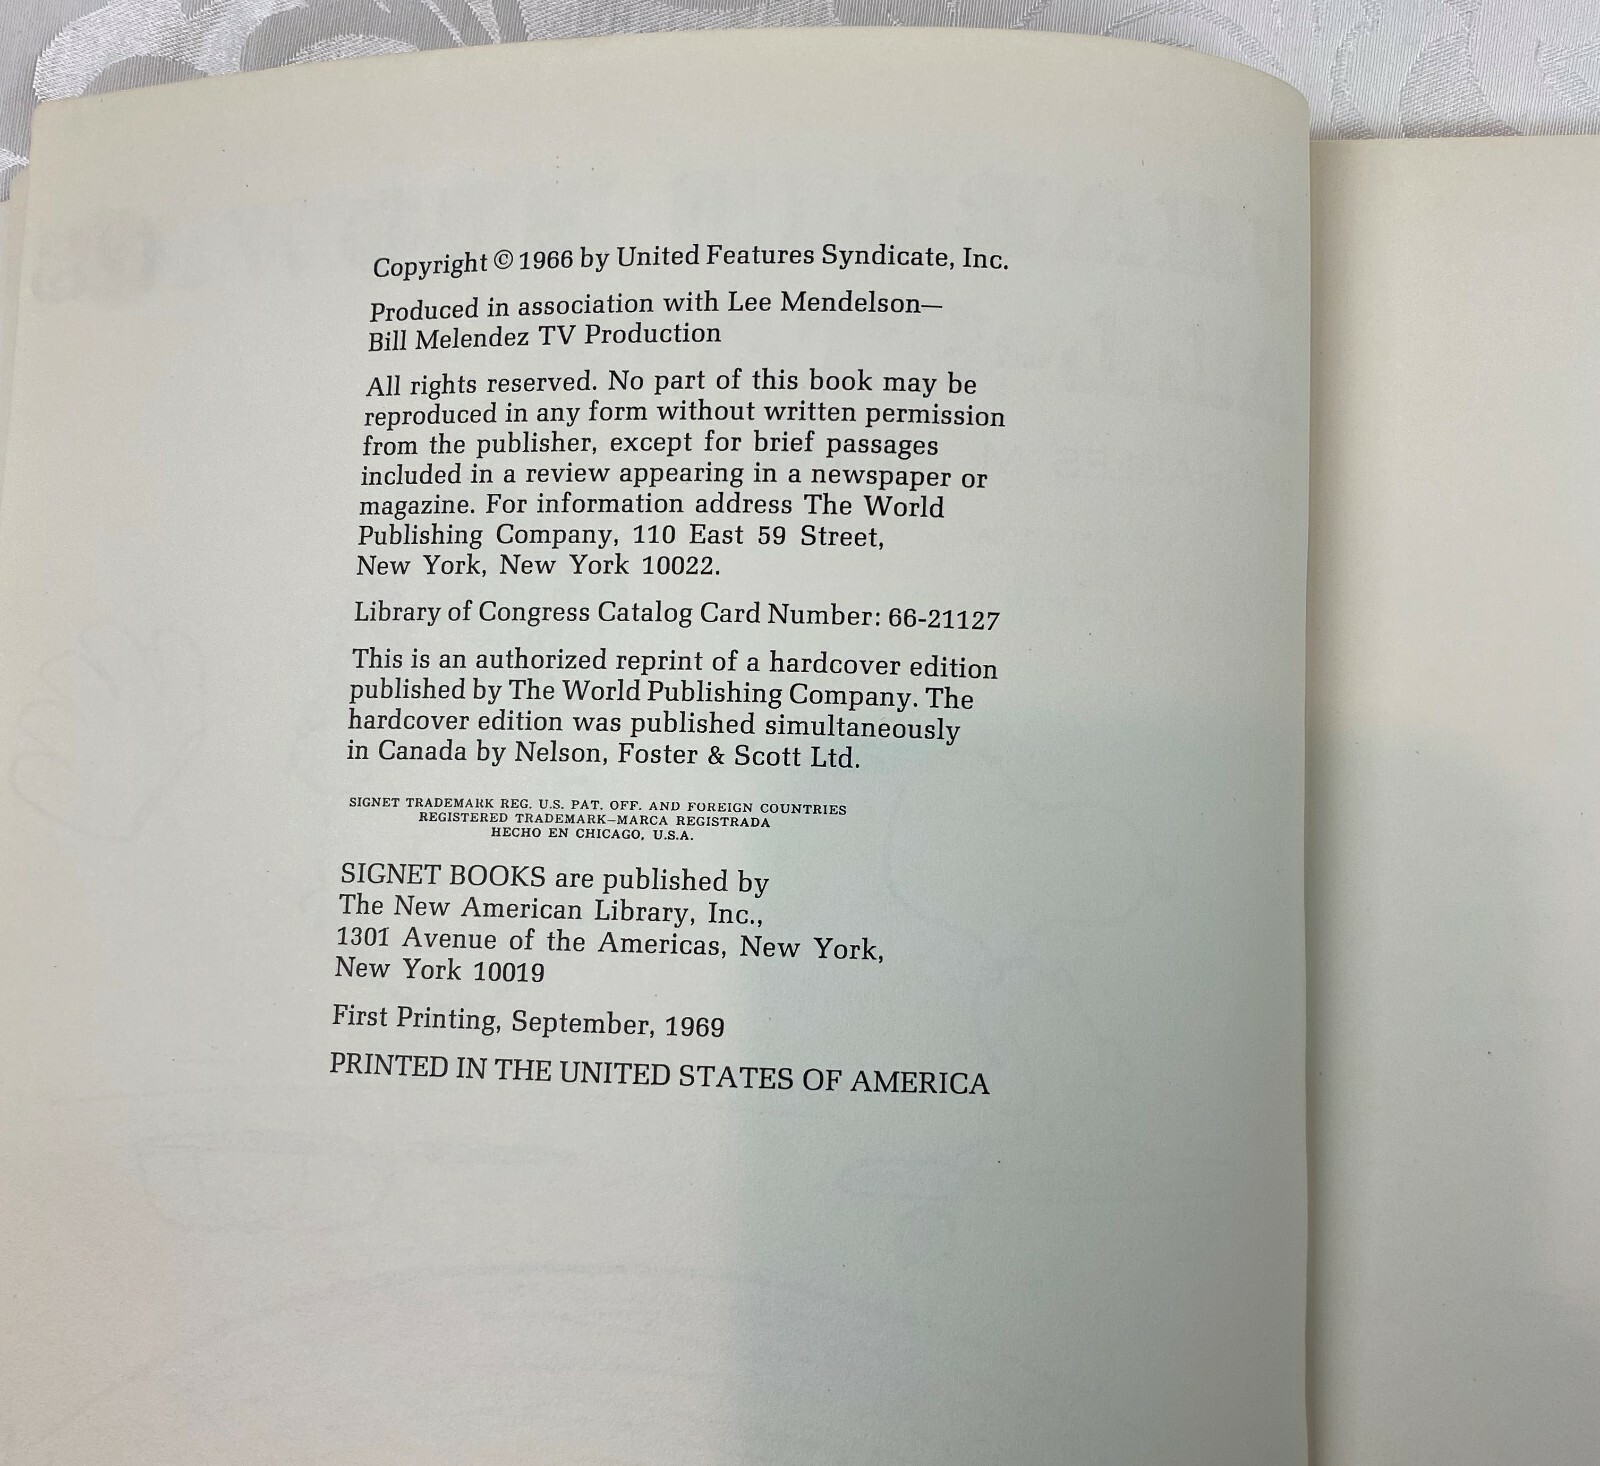 Copyright © 1966 by United Features Syndicate, Inc.
Produced in association with Lee Mendelson—
Bill Melendez TV Production
All rights reserved. No part of this book may be
reproduced in any form without written permission
from the publisher, except for brief passages
included in a review appearing in a newspaper or
magazine. For information address The World
Publishing Company, 110 East 59 Street,
New York, New York 10022.
Library of Congress Catalog Card Number: 66-21127
This is an authorized reprint of a hardcover edition
published by The World Publishing Company. The
hardcover edition was published simultaneously
in Canada by Nelson, Foster & Scott Ltd.
SIGNET TRADEMARK REG. U.S. PAT. OFF. AND FOREIGN COUNTRIES
REGISTERED TRADEMARK—MARCA REGISTRADA
HECHO EN CHICAGO, U.S.A.
SIGNET BOOKS are published by
The New American Library, Inc.,
1301 Avenue of the Americas, New York,
New York 10019
First Printing, September, 1969
PRINTED IN THE UNITED STATES OF AMERICA